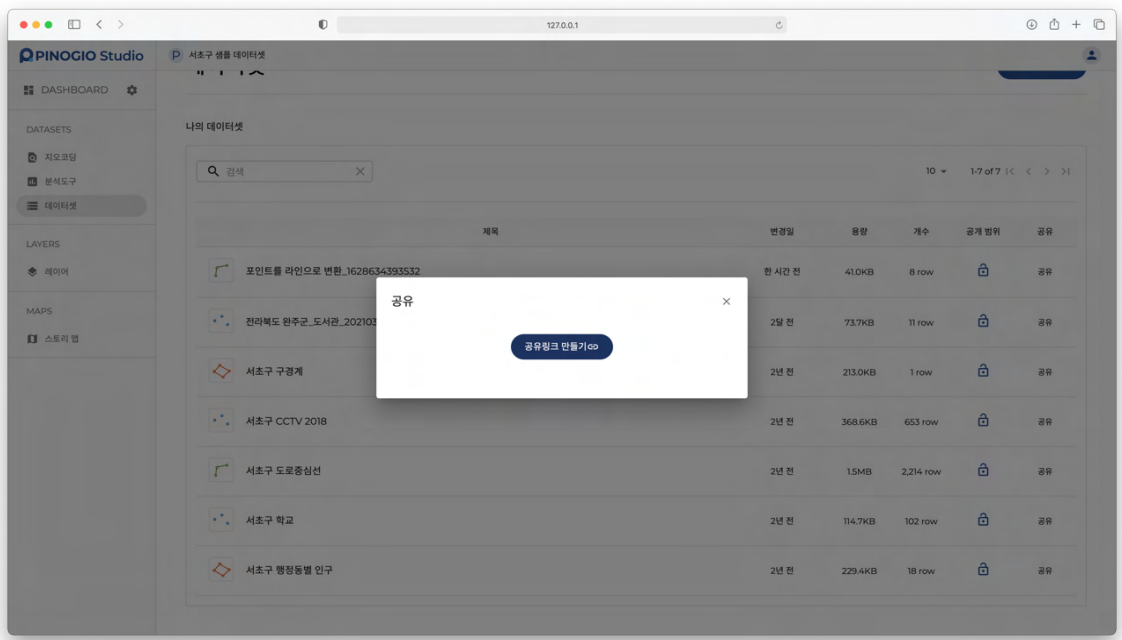 127.0.0.1
PINOGIO Studio
P 서초구 샘플 데이터셋
DASHBOARD
DATASETS
지오코딩
분석도구
데이터셋
LAYERS
레이어
MAPS
스토리 맵
나의 데이터셋
검색
10 1-7 of 7
제목 변경일 용량 개수 공개 범위 공유
포인트를 라인으로 변환_1628634393532 한 시간 전 41.0KB 8 row 공유
전라북도 완주군_도서관_202103 2달 전 73.7KB 11 row 공유
서초구 구경계 2년 전 213.0KB 1 row 공유
서초구 CCTV 2018 2년 전 368.6KB 653 row 공유
서초구 도로중심선 2년 전 1.5MB 2,214 row 공유
서초구 학교 2년 전 114.7KB 102 row 공유
서초구 행정동별 인구 2년 전 229.4KB 18 row 공유
공유
공유링크 만들기